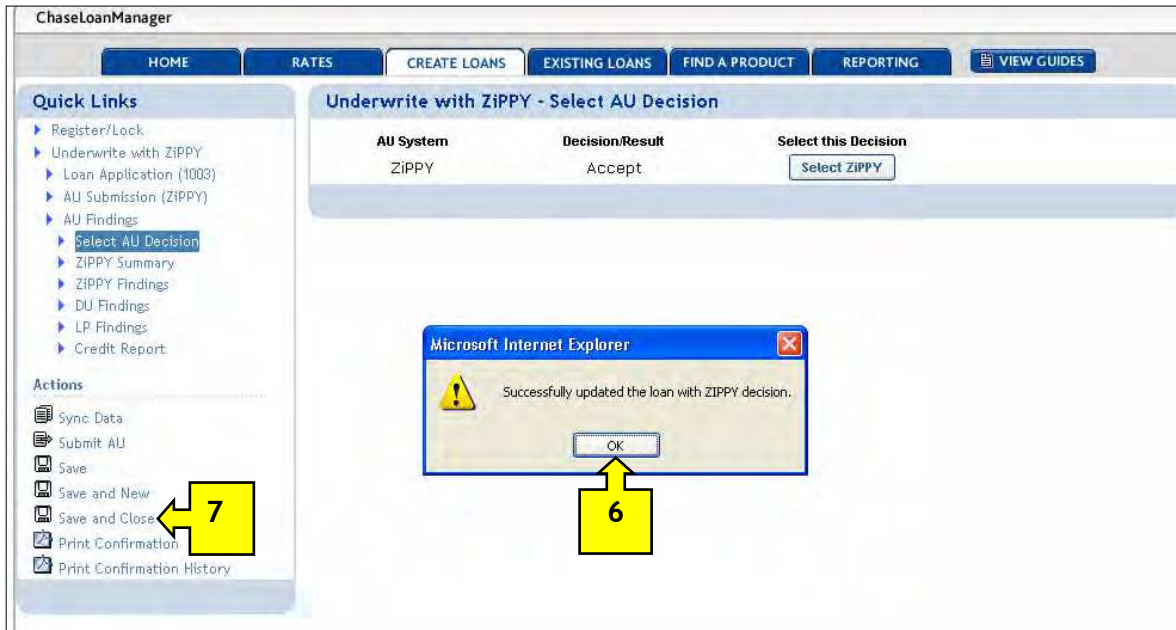 ChaseLoanManager
HOME RATES CREATE LOANS EXISTING LOANS FIND A PRODUCT REPORTING VIEW GUIDES
Quick Links
Register/Lock
Underwrite with ZiPPY
Loan Application (1003)
AU Submission (ZiPPY)
AU Findings
Select AU Decision
ZiPPY Summary
ZiPPY Findings
DU Findings
LP Findings
Credit Report
Actions
Sync Data
Submit AU
Save
Save and New
Save and Close
7
Print Confirmation
Print Confirmation History
Underwrite with ZiPPY - Select AU Decision
AU System Decision/Result Select this Decision
ZiPPY Accept Select ZiPPY
Microsoft Internet Explorer
Successfully updated the loan with ZIPPY decision.
OK
6